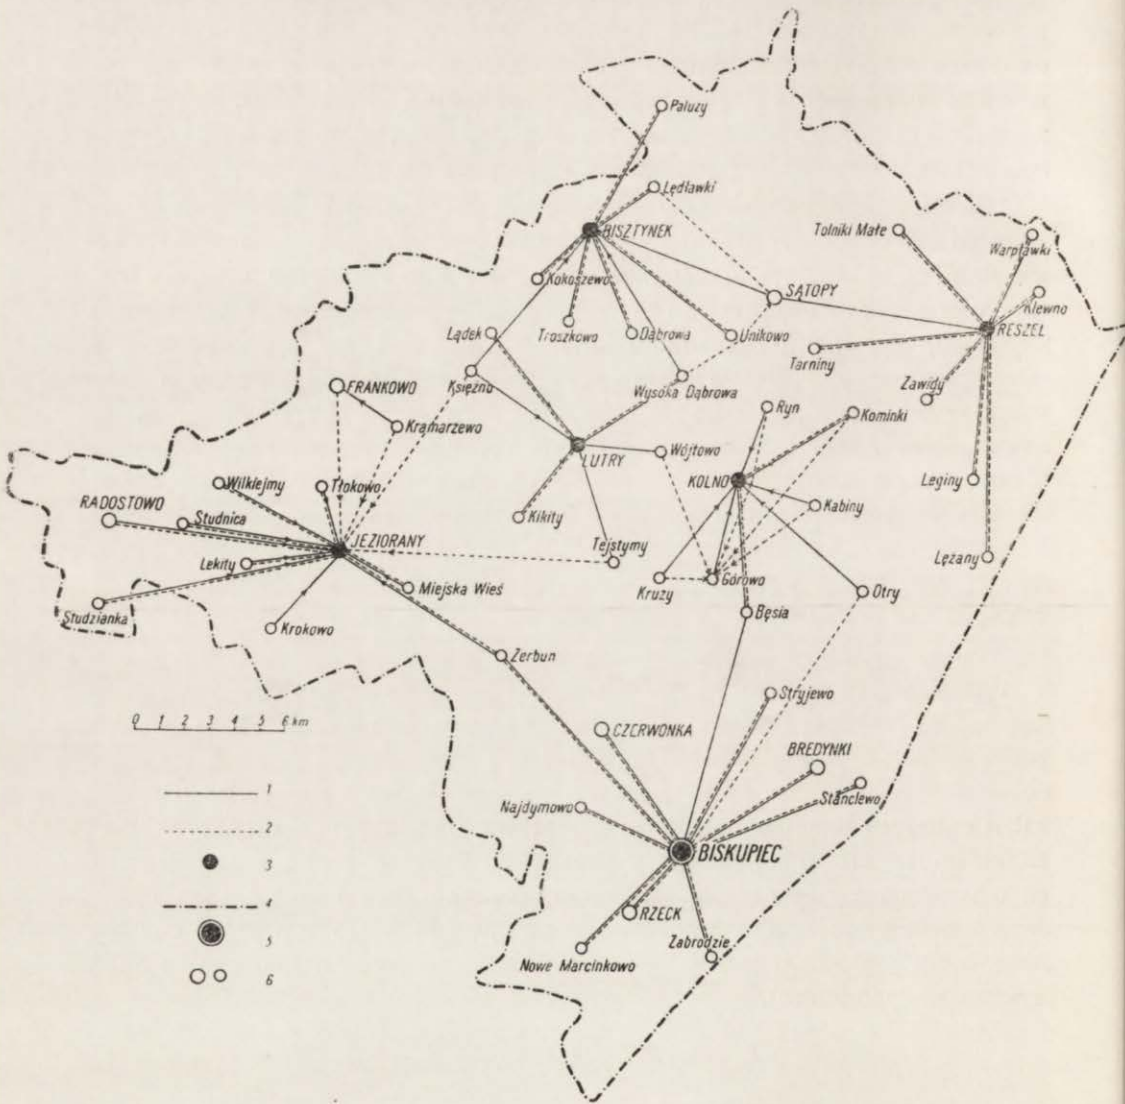 Paluzy
Lędławki
BISZTYNEK
Tolniki Małe
Warpławki
Kokoszewo
SĄTOPY
Klewno
Lądek
Troszkowo
Dąbrowa
Unikowo
RESZEL
Tarniny
FRANKOWO
Księżno
Wysoka Dąbrowa
Zawidy
Kramarzewo
Ryn
Kominki
LUTRY
Wójtowo
Wilkiejmy
Tłokowo
KOLNO
Leginy
RADOSTOWO
Studnica
Kikity
Kabiny
JEZIORANY
Tejstymy
Lężany
Lekity
Miejska Wieś
Kruzy
Górowo
Otry
Studzianka
Krokowo
Bęsia
Zerbun
Stryjewo
0 1 2 3 4 5 6 km
CZERWONKA
BREDYNKI
1
Najdymowo
Stanclewo
2
BISKUPIEC
3
4
RZECK
5
Zabrodzie
Nowe Marcinkowo
6